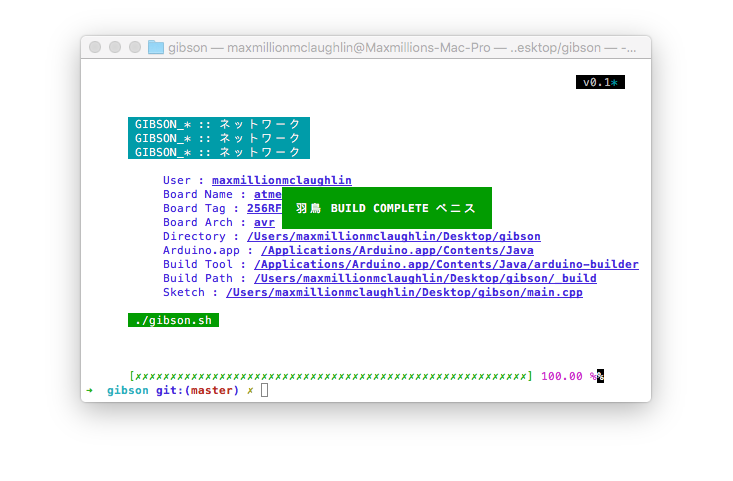 gibson — maxmillionmclaughlin@Maxmillions-Mac-Pro — ..esktop/gibson — -...
v0.1*
GIBSON_* :: ネットワーク
GIBSON_* :: ネットワーク
GIBSON_* :: ネットワーク
User : maxmillionmclaughlin
Board Name : atme
Board Tag : 256RF
羽鳥 BUILD COMPLETE ベニス
Board Arch : avr
Directory : /Users/maxmillionmclaughlin/Desktop/gibson
Arduino.app : /Applications/Arduino.app/Contents/Java
Build Tool : /Applications/Arduino.app/Contents/Java/arduino-builder
Build Path : /Users/maxmillionmclaughlin/Desktop/gibson/_build
Sketch : /Users/maxmillionmclaughlin/Desktop/gibson/main.cpp
./gibson.sh
[✗✗✗✗✗✗✗✗✗✗✗✗✗✗✗✗✗✗✗✗✗✗✗✗✗✗✗✗✗✗✗✗✗✗✗✗✗✗✗✗✗✗✗✗✗✗✗✗✗✗✗✗✗✗✗✗] 100.00 %%
➜ gibson git:(master) ✗